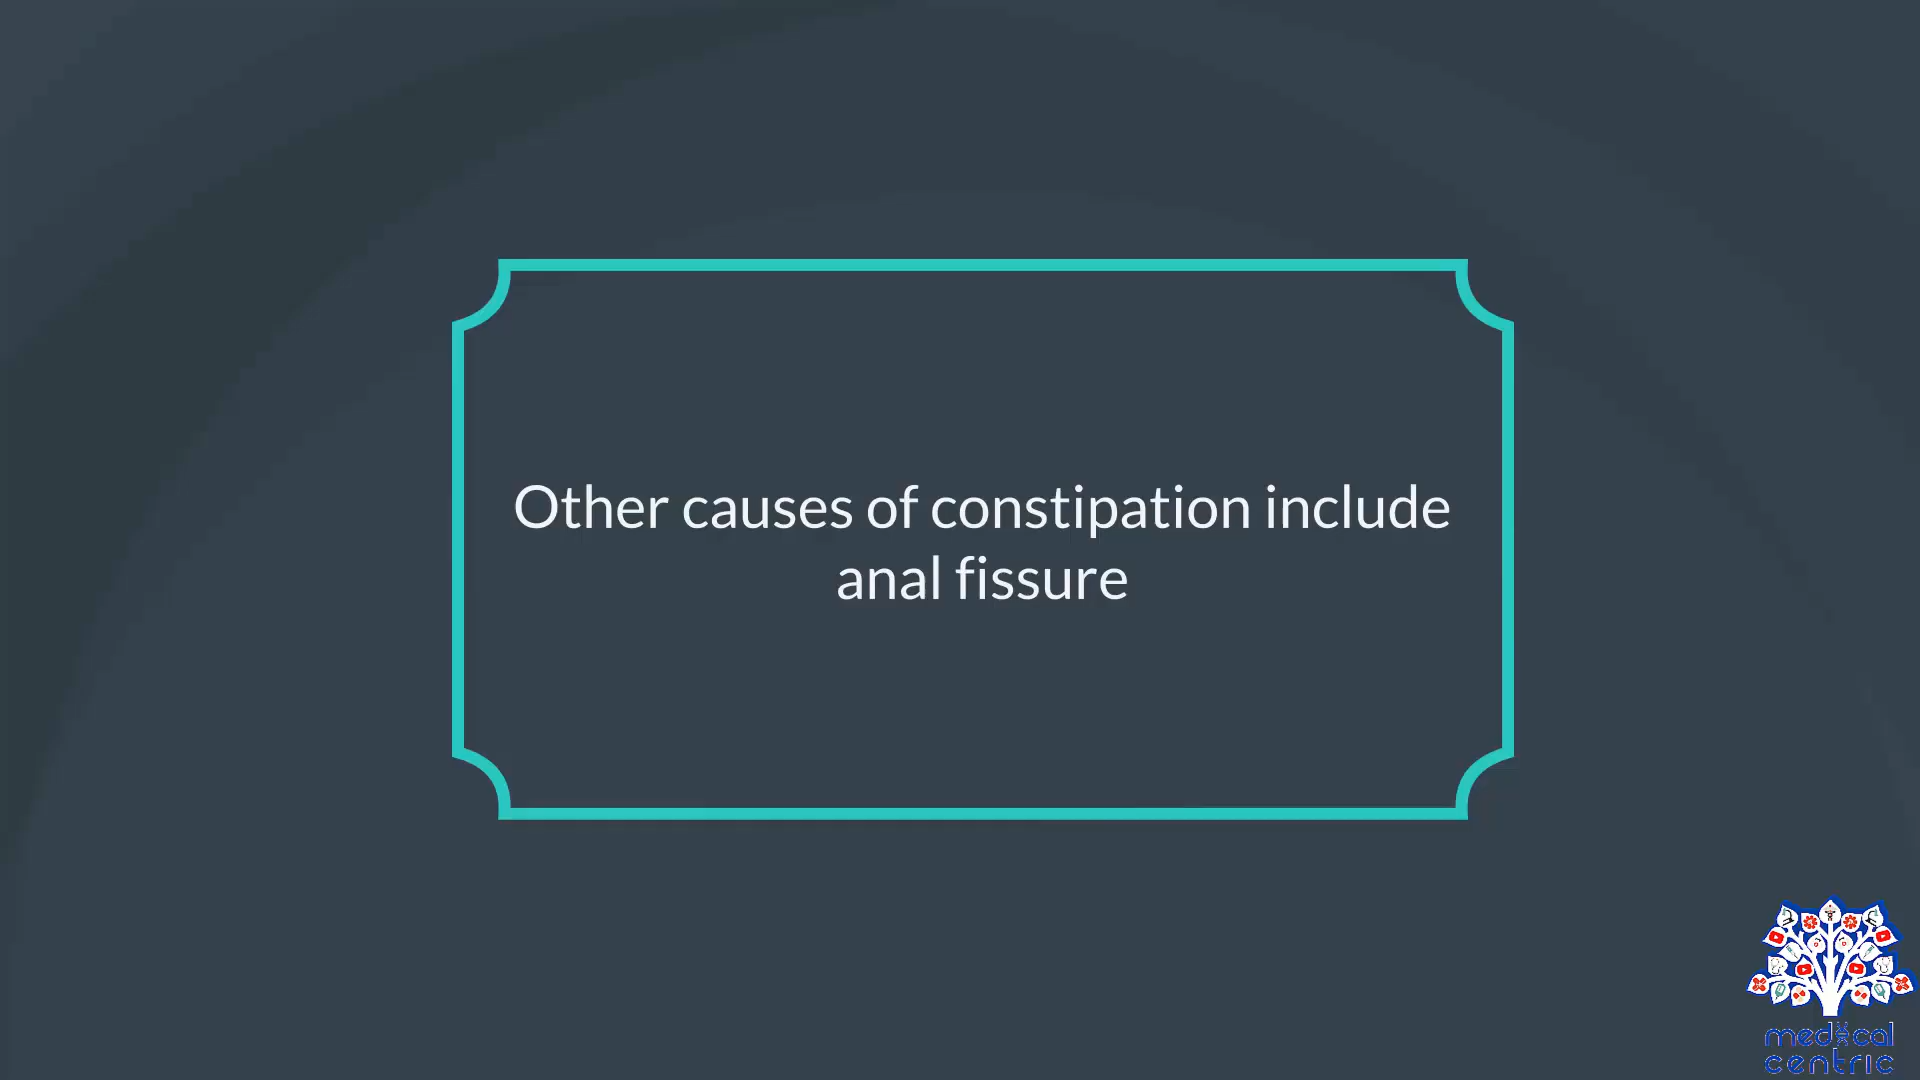 Other causes of constipation include
anal fissure
medical
centric